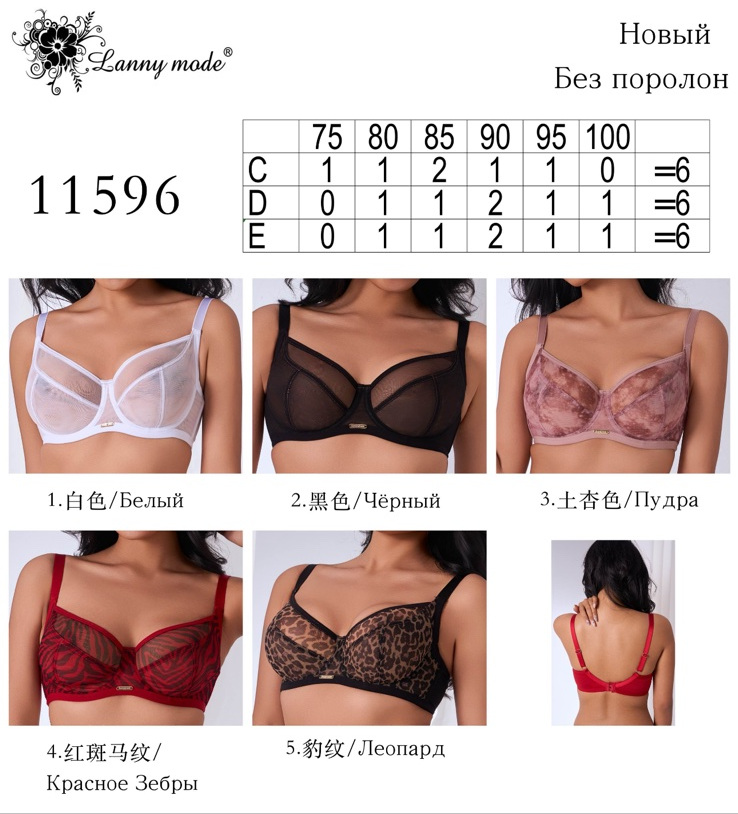 Lanny mode®
Новый
Без поролон
11596
75 80 85 90 95 100
C 1 1 2 1 1 0 =6
D 0 1 1 2 1 1 =6
E 0 1 1 2 1 1 =6
1.白色/Белый
2.黑色/Чёрный
3.土杏色/Пудра
4.红斑马纹/
Красное Зебры
5.豹纹/Леопард